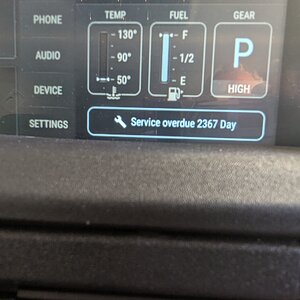 PHONE
AUDIO
DEVICE
SETTINGS
TEMP
130°
90°
50°
FUEL
F
1/2
E
GEAR
P
HIGH
Service overdue 2367 Day